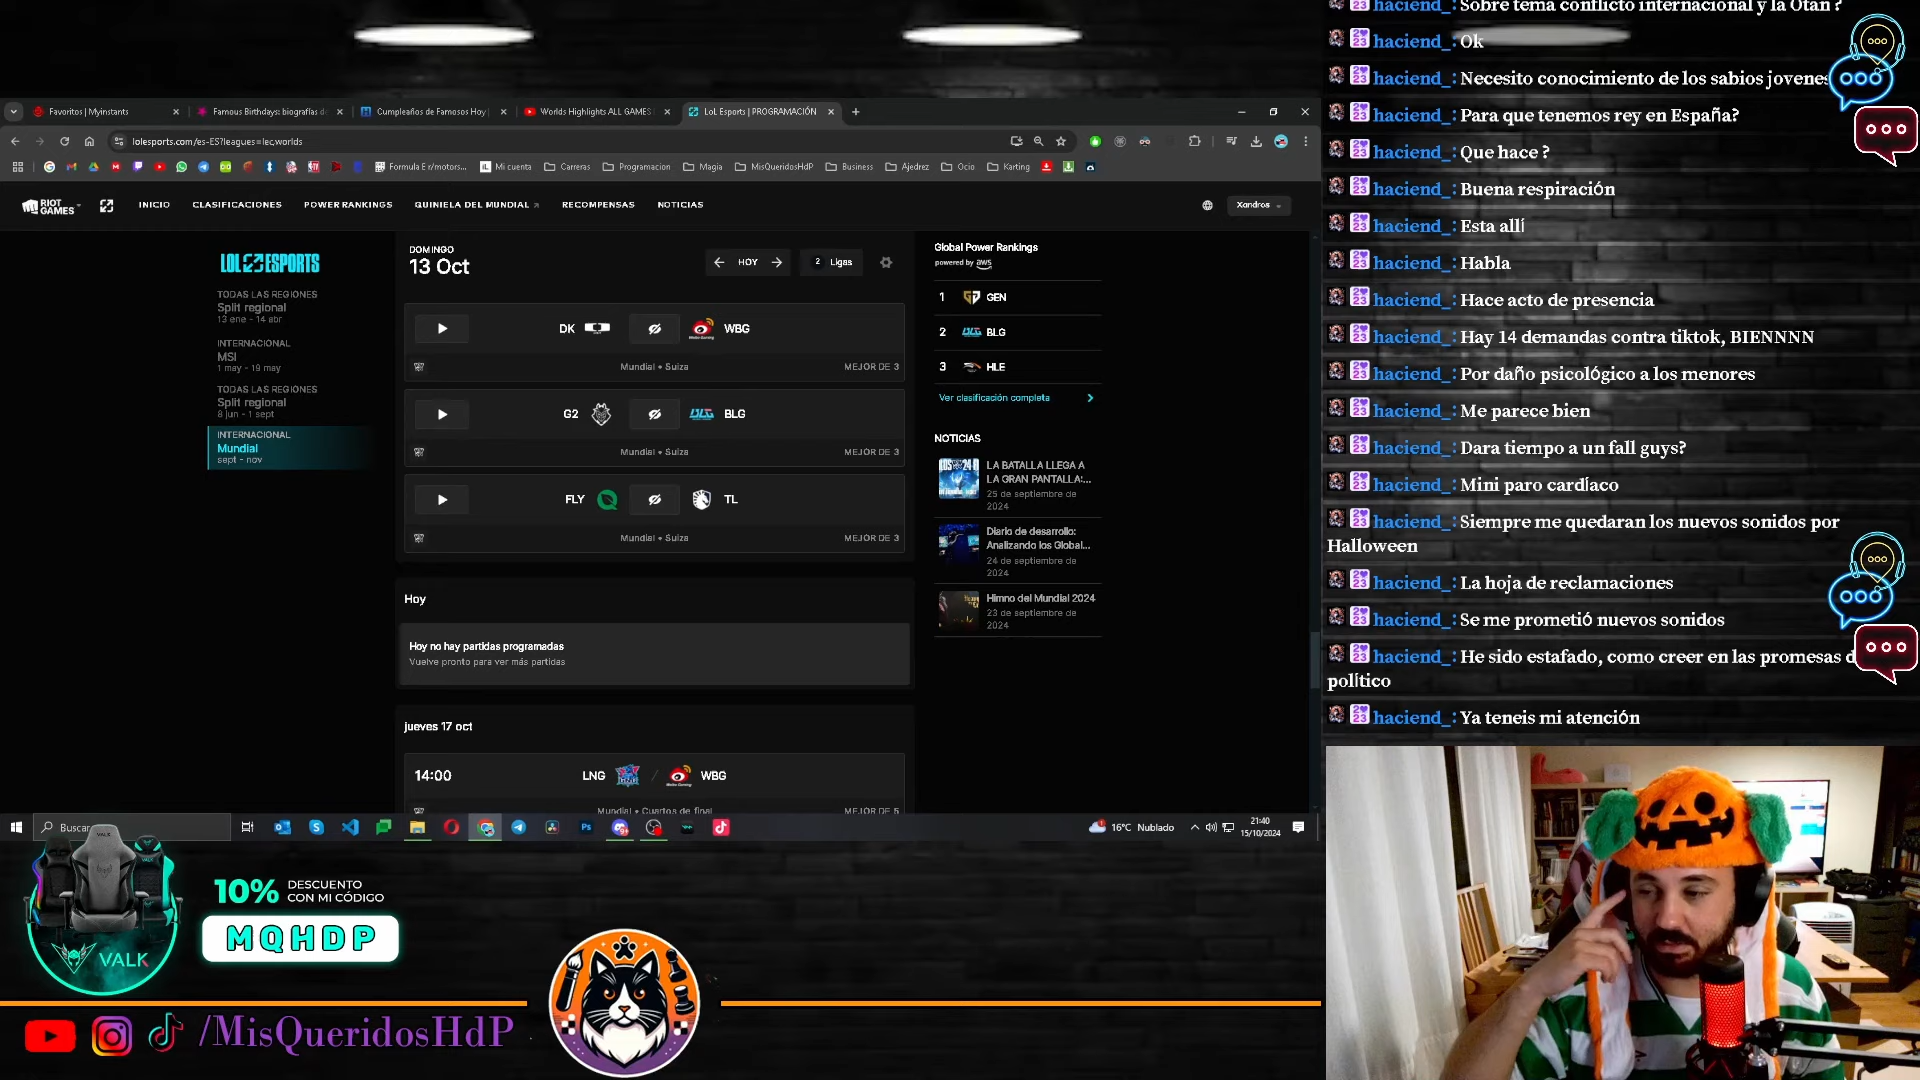 Favoritos | Myinstants
Famous Birthdays: biografías de
Cumpleaños de Famosos Hoy
Worlds Highlights ALL GAMES
LoL Esports | PROGRAMACIÓN
lolesports.com/es-ES?leagues=lec,worlds
Formula E r/motors...
Mi cuenta
Carreras
Programacion
Magia
MisQueridosHdP
Business
Ajedrez
Ocio
Karting
RIOT GAMES
INICIO
CLASIFICACIONES
POWER RANKINGS
QUINIELA DEL MUNDIAL
RECOMPENSAS
NOTICIAS
Xandros
LOL ESPORTS
TODAS LAS REGIONES
Split regional
13 ene - 14 abr
INTERNACIONAL
MSI
1 may - 19 may
TODAS LAS REGIONES
Split regional
8 jun - 1 sept
INTERNACIONAL
Mundial
sept - nov
DOMINGO
13 Oct
HOY
2 Ligas
DK WBG
Mundial • Suiza
MEJOR DE 3
G2 BLG
Mundial • Suiza
MEJOR DE 3
FLY TL
Mundial • Suiza
MEJOR DE 3
Hoy
Hoy no hay partidas programadas
Vuelve pronto para ver más partidas
jueves 17 oct
14:00 LNG / WBG
Mundial • Cuartos de final
MEJOR DE 5
Global Power Rankings
powered by aws
1 GEN
2 BLG
3 HLE
Ver clasificación completa
NOTICIAS
LA BATALLA LLEGA A
LA GRAN PANTALLA:...
25 de septiembre de
2024
Diario de desarrollo:
Analizando los Global...
24 de septiembre de
2024
Himno del Mundial 2024
23 de septiembre de
2024
Buscar
16°C Nublado
21:40
15/10/2024
haciend_: Sobre tema conflicto internacional y la Otan ?
haciend_: Ok
haciend_: Necesito conocimiento de los sabios jovenes
haciend_: Para que tenemos rey en España?
haciend_: Que hace ?
haciend_: Buena respiración
haciend_: Esta allí
haciend_: Habla
haciend_: Hace acto de presencia
haciend_: Hay 14 demandas contra tiktok, BIENNNN
haciend_: Por daño psicológico a los menores
haciend_: Me parece bien
haciend_: Dara tiempo a un fall guys?
haciend_: Mini paro cardíaco
haciend_: Siempre me quedaran los nuevos sonidos por
Halloween
haciend_: La hoja de reclamaciones
haciend_: Se me prometió nuevos sonidos
haciend_: He sido estafado, como creer en las promesas
político
haciend_: Ya teneis mi atención
VALK
10% DESCUENTO
CON MI CÓDIGO
MQHDP
/MisQueridosHdP